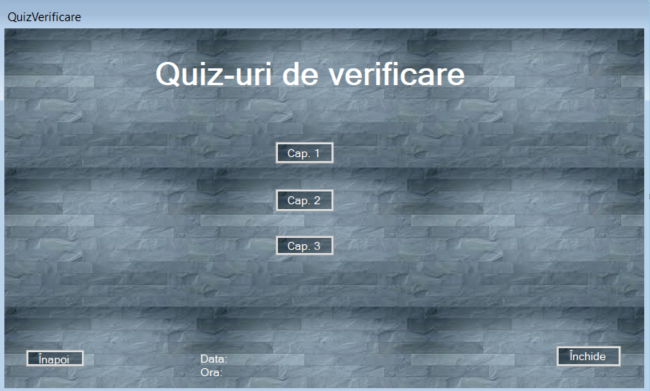 QuizVerificare
Quiz-uri de verificare
Cap. 1
Cap. 2
Cap. 3
Înapoi
Data:
Ora:
Închide